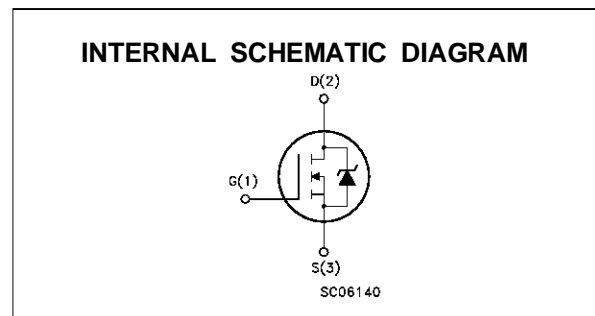 INTERNAL SCHEMATIC DIAGRAM
D(2)
G(1)
S(3)
SC06140